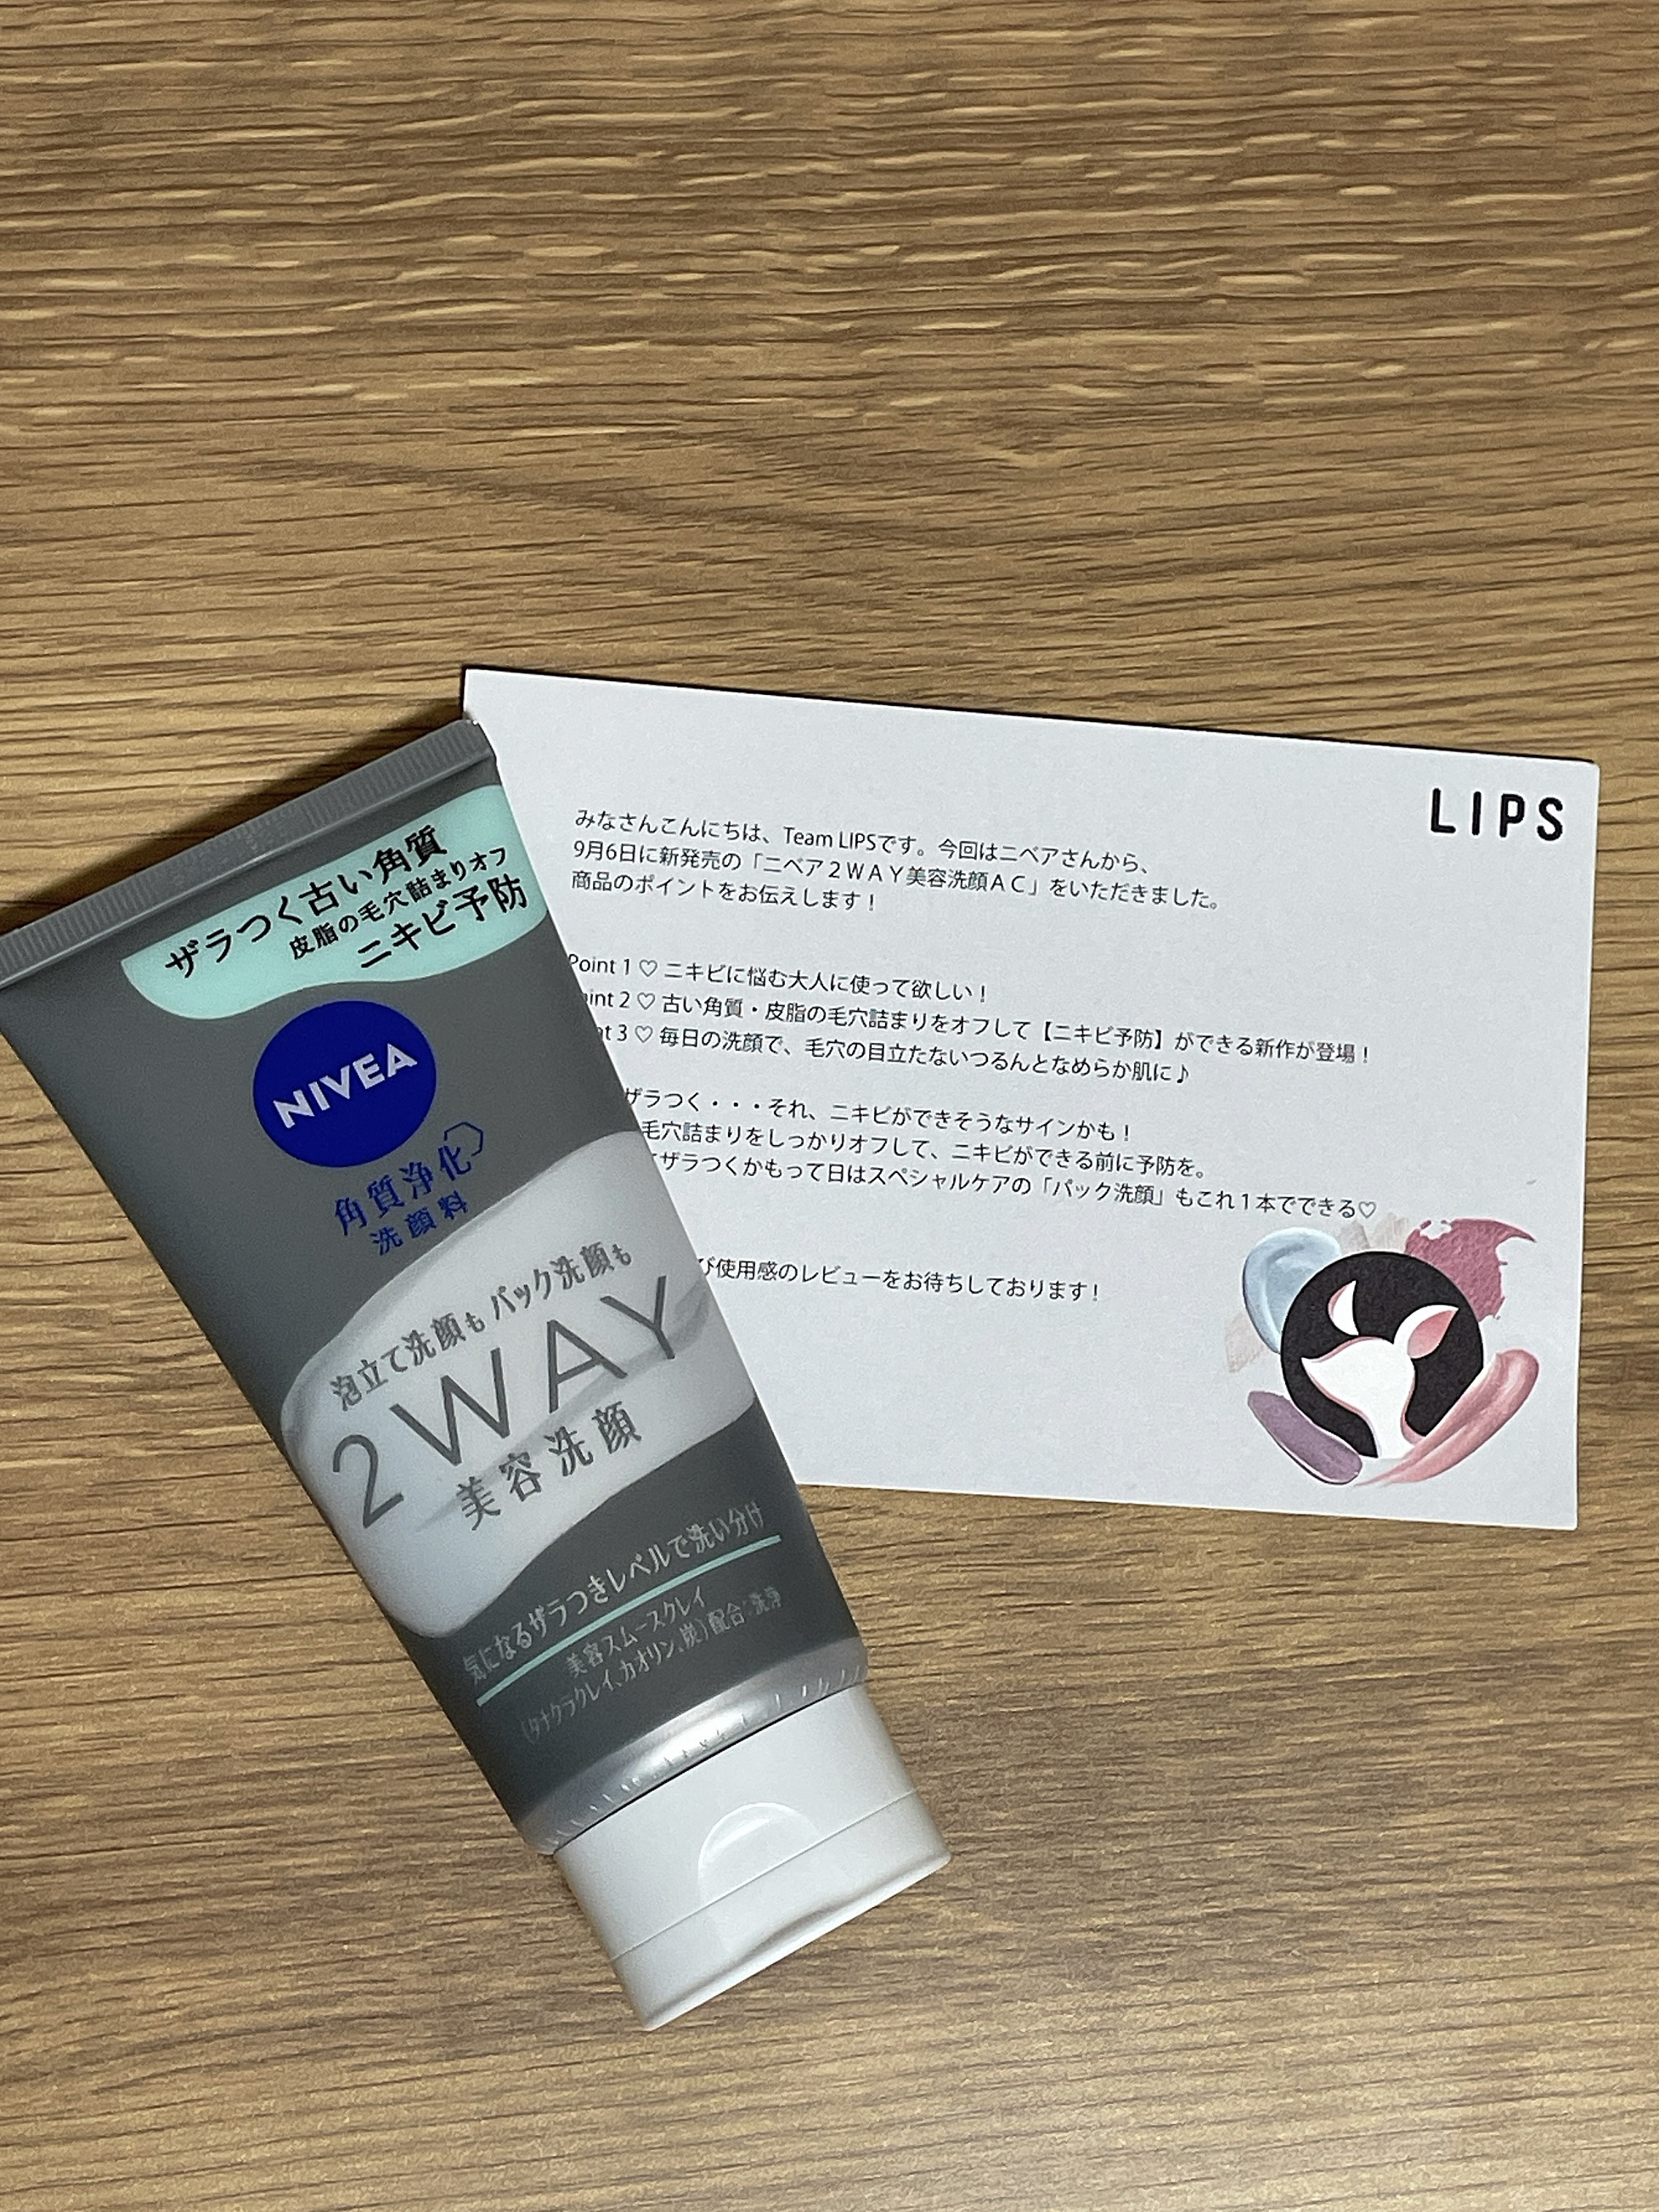 ザラつく古い角質
皮脂の毛穴詰まりオフ
ニキビ予防
NIVEA
角質浄化
洗顔料
泡立て洗顔も パック洗顔も
2WAY
美容洗顔
気になるザラつきレベルで洗い分け
美容スムースクレイ
(タナクラクレイ、カオリン、炭)配合:洗浄
LIPS
みなさんこんにちは、Team LIPSです。今回はニベアさんから、
9月6日に新発売の「ニベア２ＷＡＹ美容洗顔ＡＣ」をいただきました。
商品のポイントをお伝えします！
Point 1 ♡ ニキビに悩む大人に使って欲しい！
int 2 ♡ 古い角質・皮脂の毛穴詰まりをオフして【ニキビ予防】ができる新作が登場！
t 3 ♡ 毎日の洗顔で、毛穴の目立たないつるんとなめらか肌に♪
ザラつく・・・それ、ニキビができそうなサインかも！
毛穴詰まりをしっかりオフして、ニキビができる前に予防を。
てザラつくかもって日はスペシャルケアの「パック洗顔」もこれ１本でできる♡
び使用感のレビューをお待ちしております！